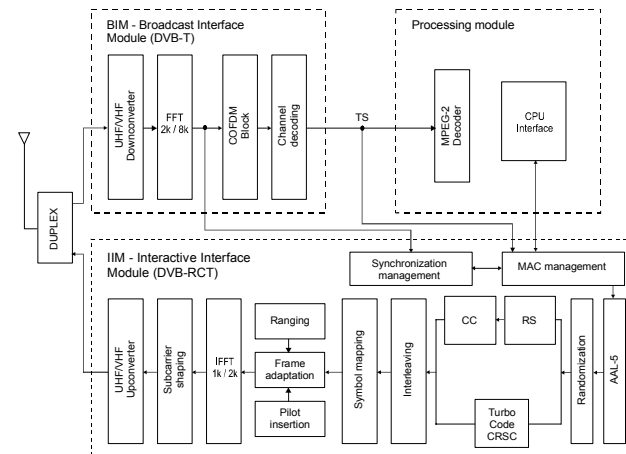 BIM - Broadcast Interface
Module (DVB-T)
Processing module
UHF/VHF
Downconverter
FFT
2k / 8k
COFDM
Block
Channel
decoding
TS
MPEG-2
Decoder
CPU
Interface
DUPLEX
IIM - Interactive Interface
Module (DVB-RCT)
Synchronization
management
MAC management
UHF/VHF
Upconverter
Subcarrier
shaping
IFFT
1k / 2k
Ranging
Frame
adaptation
Pilot
insertion
Symbol mapping
Interleaving
CC
RS
Turbo
Code
CRSC
Randomization
AAL-5